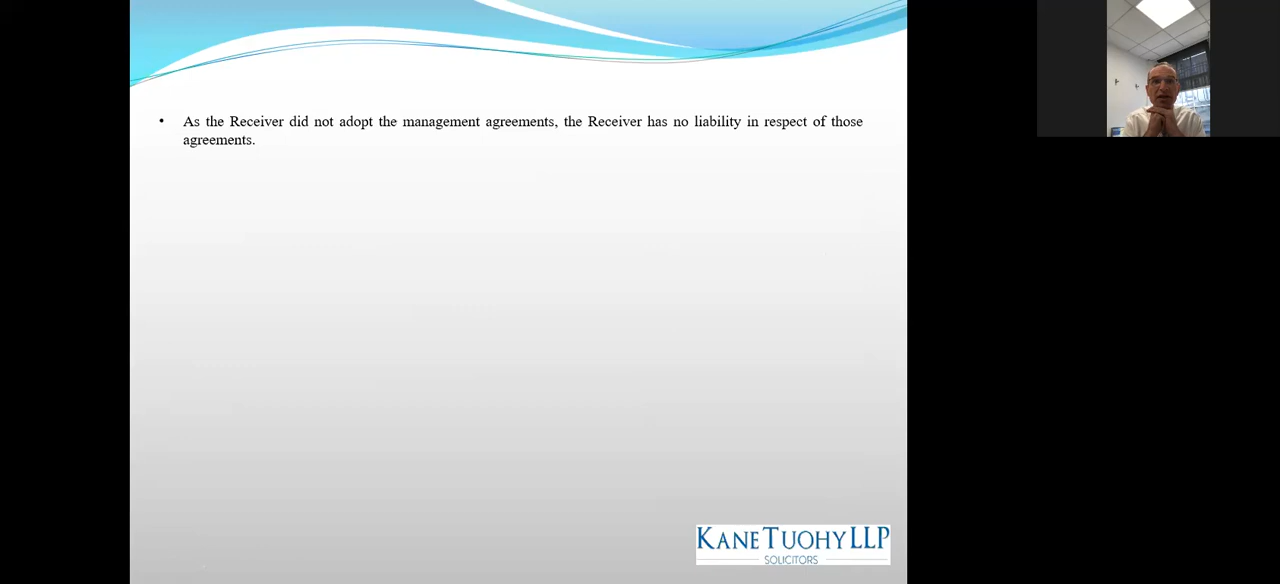 • As the Receiver did not adopt the management agreements, the Receiver has no liability in respect of those
agreements.
KANE TUOHY LLP
SOLICITORS